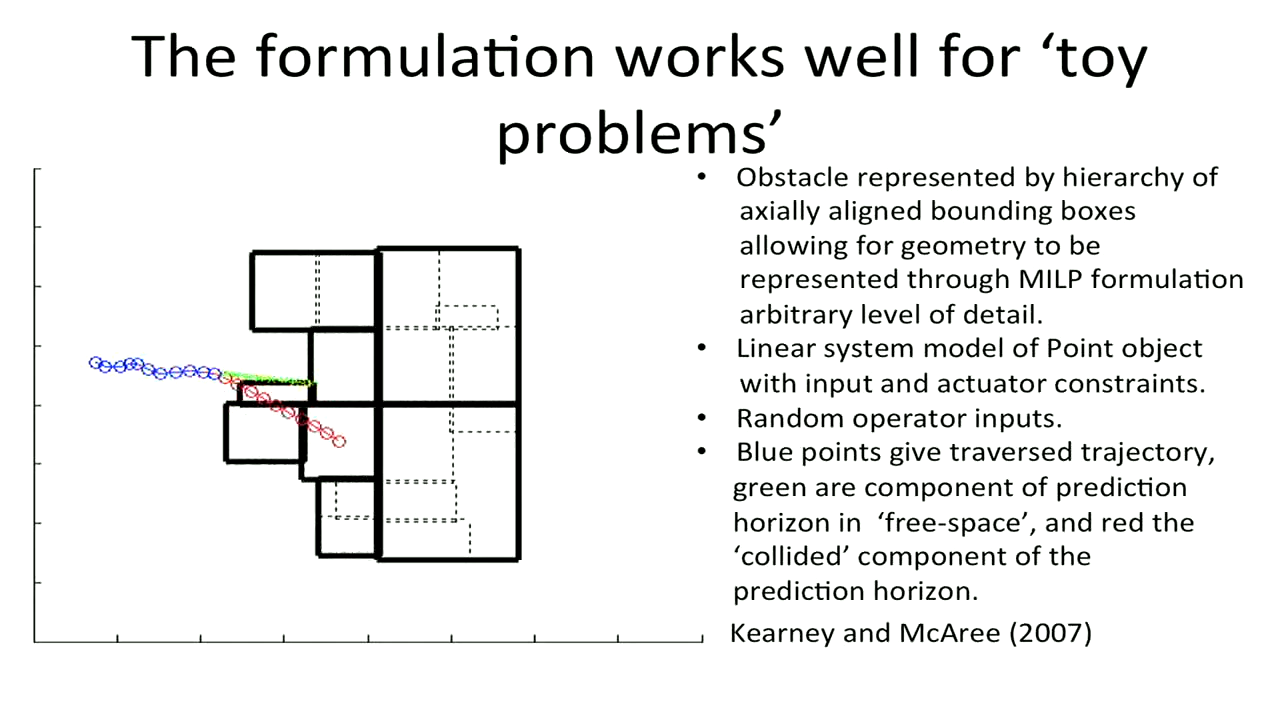 The formulation works well for ‘toy
problems’
• Obstacle represented by hierarchy of
axially aligned bounding boxes
allowing for geometry to be
represented through MILP formulation
arbitrary level of detail.
• Linear system model of Point object
with input and actuator constraints.
• Random operator inputs.
• Blue points give traversed trajectory,
green are component of prediction
horizon in ‘free-space’, and red the
‘collided’ component of the
prediction horizon.
Kearney and McAree (2007)